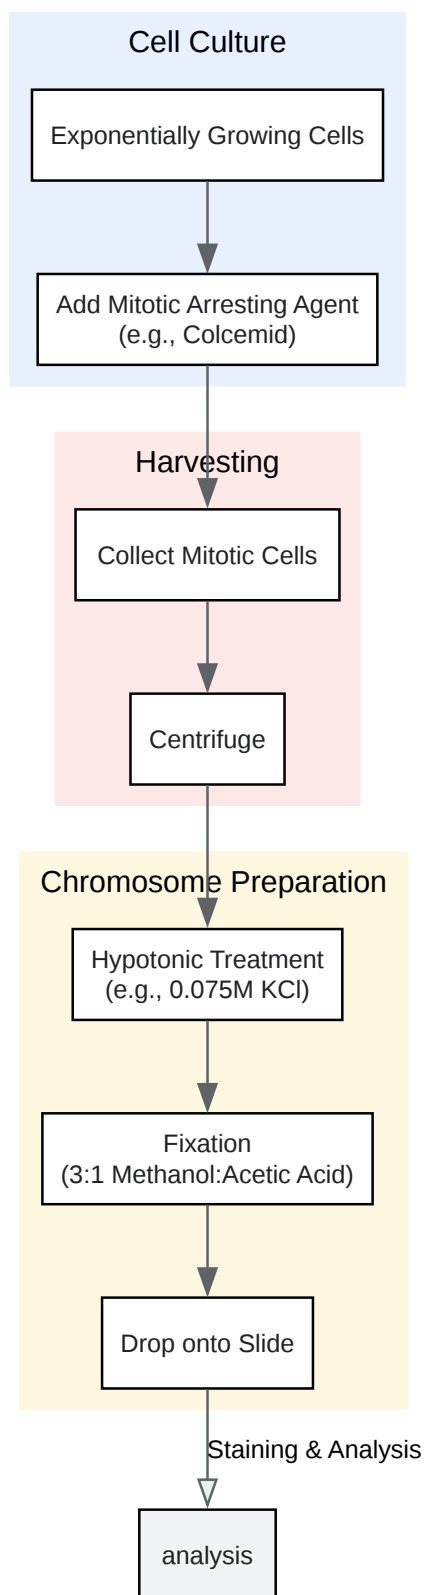 Cell Culture
Exponentially Growing Cells
Add Mitotic Arresting Agent
(e.g., Colcemid)
Harvesting
Collect Mitotic Cells
Centrifuge
Chromosome Preparation
Hypotonic Treatment
(e.g., 0.075M KCl)
Fixation
(3:1 Methanol:Acetic Acid)
Drop onto Slide
Staining & Analysis
analysis